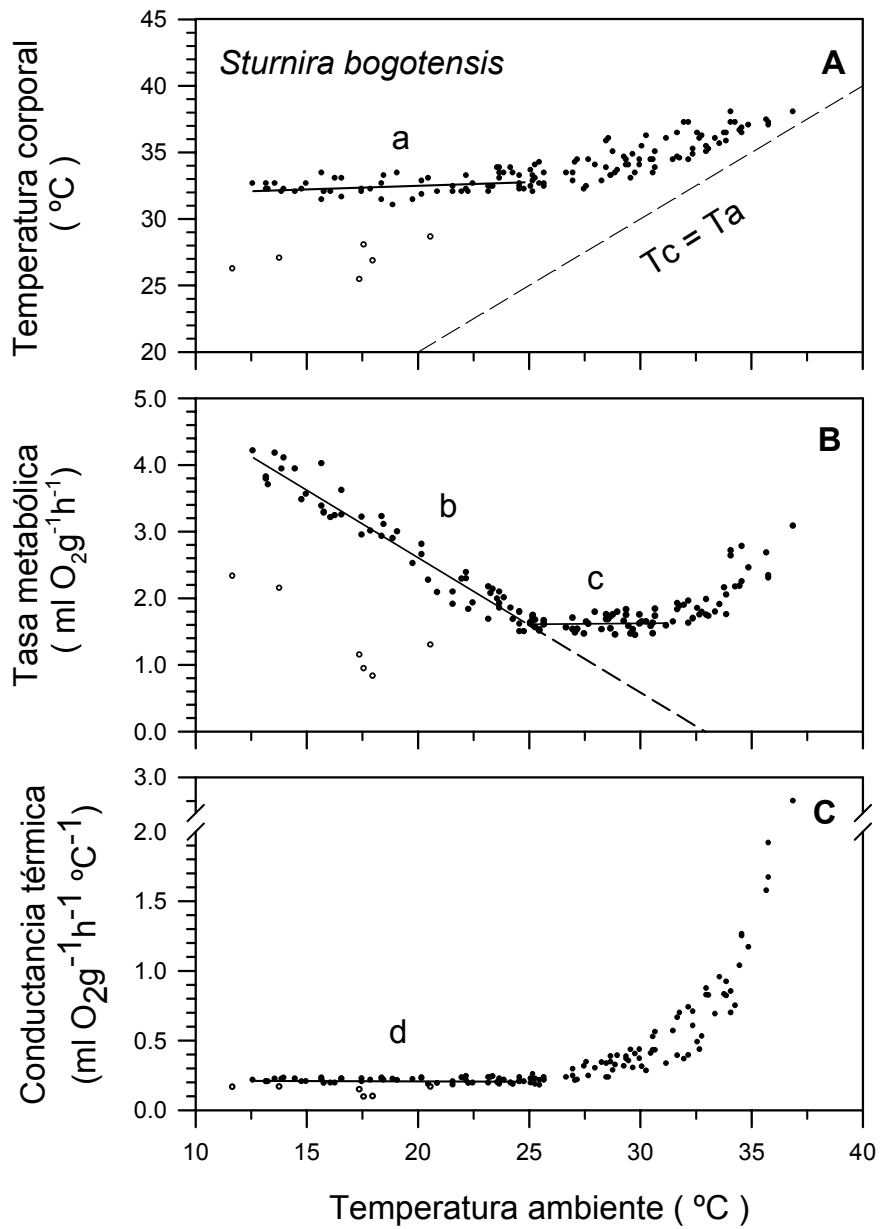 45
40
35
30
25
20
Temperatura corporal
( ºC )
Sturnira bogotensis
A
a
Tc = Ta
5.0
4.0
3.0
2.0
1.0
0.0
Tasa metabólica
( ml O₂g⁻¹h⁻¹)
B
b
c
3.0
2.0
1.5
1.0
0.5
0.0
Conductancia térmica
(ml O₂g⁻¹h⁻¹ ºC⁻¹)
C
d
10 15 20 25 30 35 40
Temperatura ambiente ( ºC )